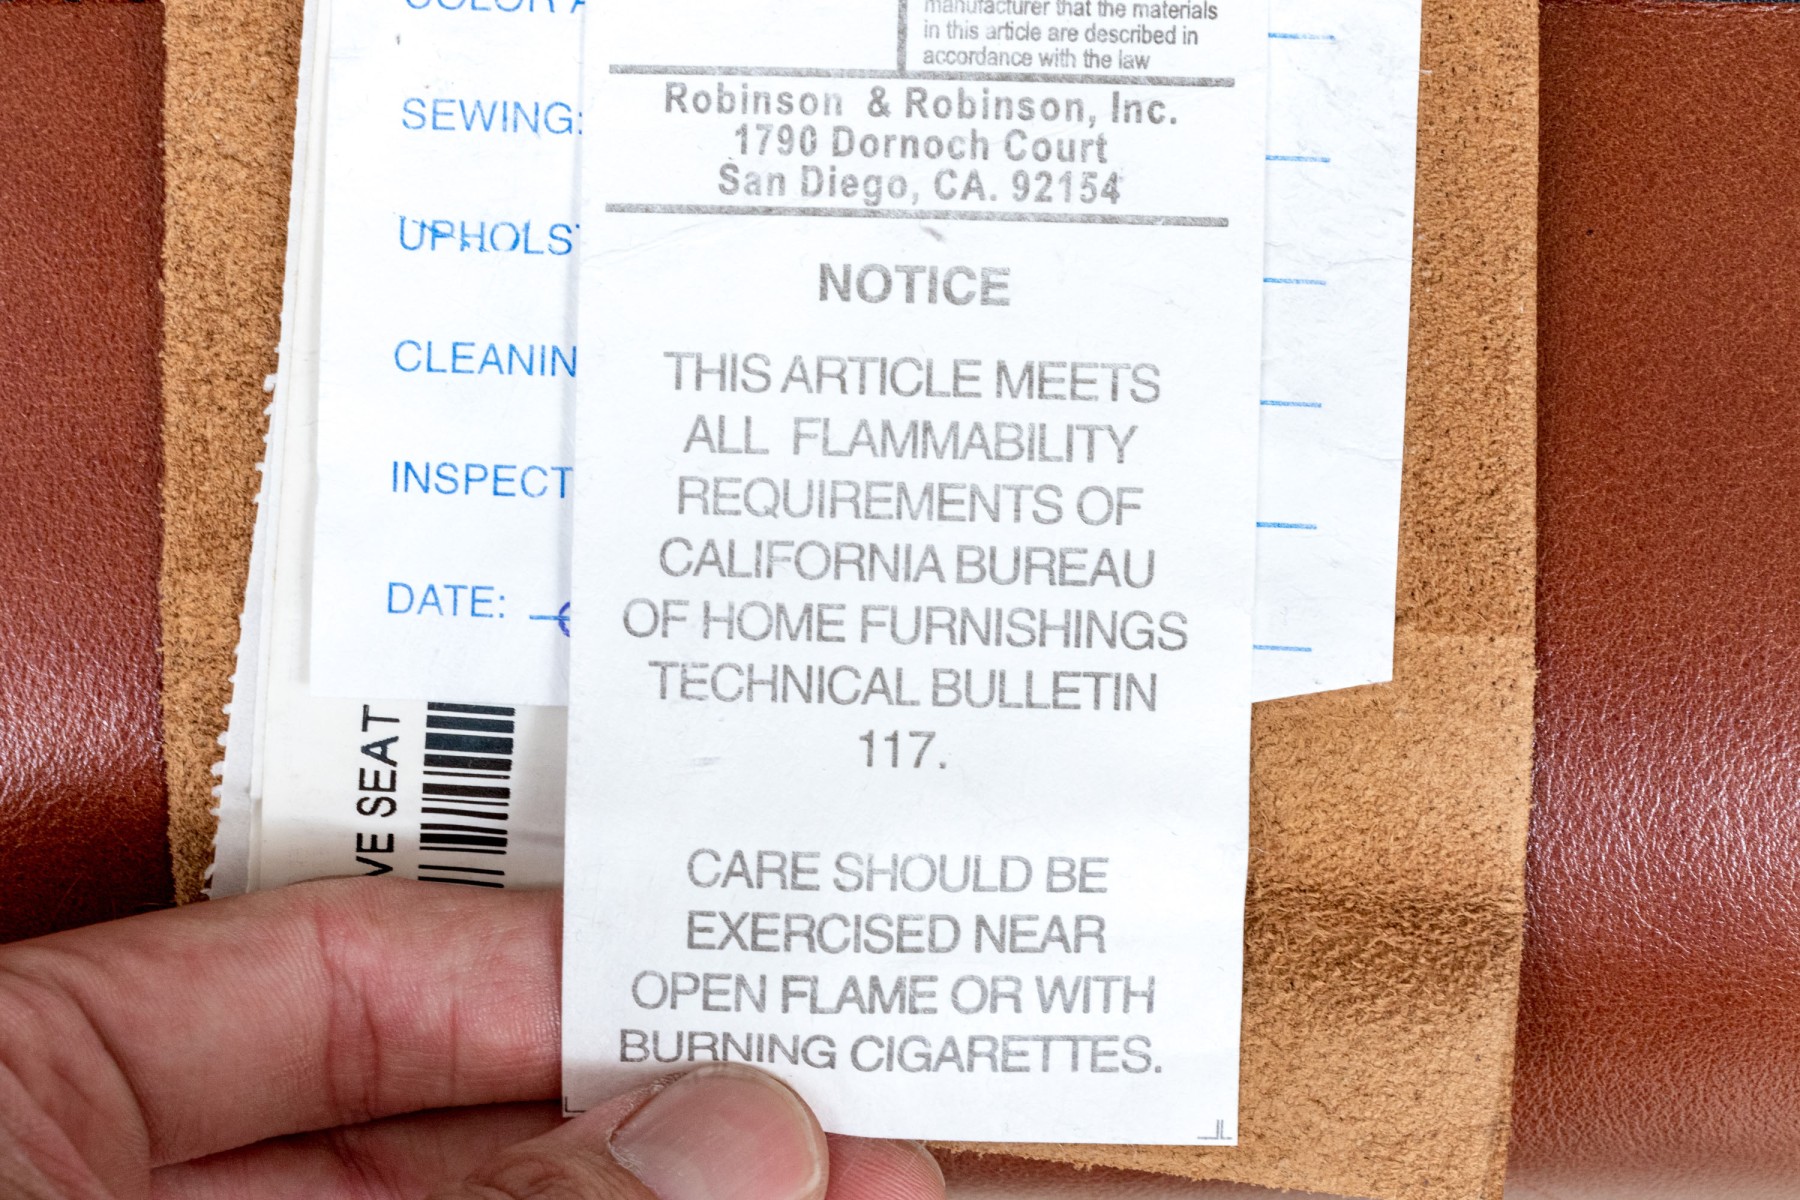 COLOR A
manufacturer that the materials
in this article are described in
accordance with the law
Robinson & Robinson, Inc.
1790 Dornoch Court
San Diego, CA. 92154
NOTICE
THIS ARTICLE MEETS
ALL FLAMMABILITY
REQUIREMENTS OF
CALIFORNIA BUREAU
OF HOME FURNISHINGS
TECHNICAL BULLETIN
117.
CARE SHOULD BE
EXERCISED NEAR
OPEN FLAME OR WITH
BURNING CIGARETTES.
SEWING:
UPHOLST
CLEANIN
INSPECT
DATE:
VE SEAT